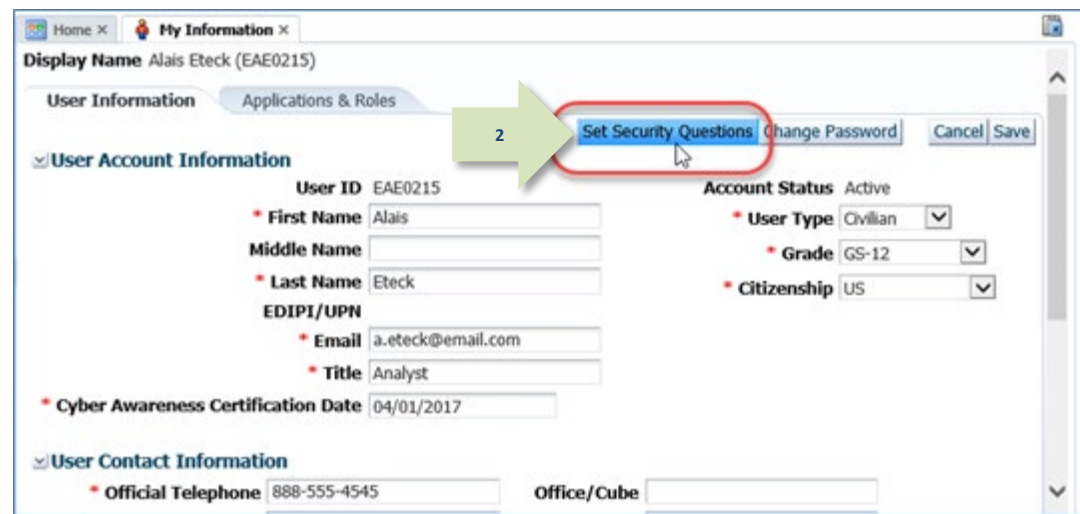 Home × My Information ×
Display Name Alais Eteck (EAE0215)
User Information Applications & Roles
2 Set Security Questions Change Password Cancel Save
User Account Information
User ID EAE0215 Account Status Active
* First Name Alais * User Type Civilian
Middle Name * Grade GS-12
* Last Name Eteck * Citizenship US
EDIPI/UPN
* Email a.eteck@email.com
* Title Analyst
* Cyber Awareness Certification Date 04/01/2017
User Contact Information
* Official Telephone 888-555-4545 Office/Cube